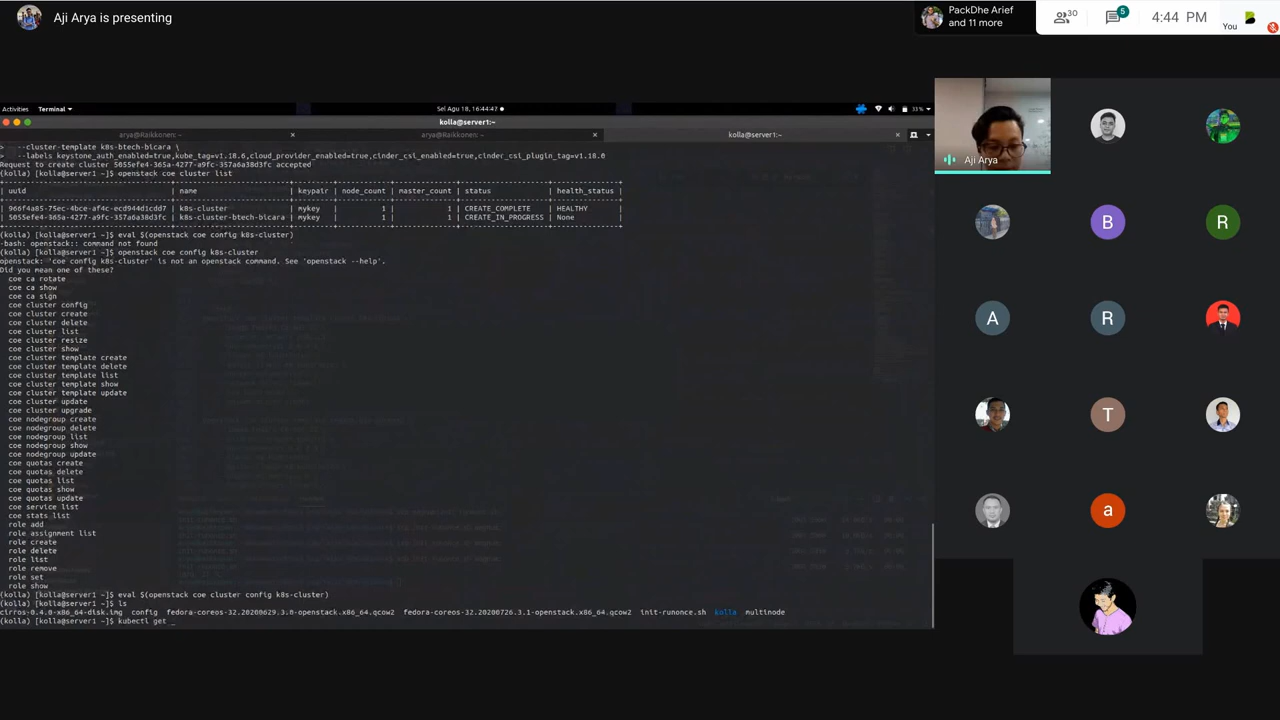 Aji Arya is presenting
PackDhe Arief
and 11 more
30
5
4:44 PM
You
Activities
Terminal
Sel Agu 18, 16:44:47
33%
kolla@server1:~
arya@Raikkonen: ~
arya@Raikkonen: ~
kolla@server1:~
> --cluster-template k8s-btech-bicara \
> --labels keystone_auth_enabled=true,kube_tag=v1.18.6,cloud_provider_enabled=true,cinder_csi_enabled=true,cinder_csi_plugin_tag=v1.18.0
Request to create cluster 5055efe4-365a-4277-a9fc-357a6a38d3fc accepted
(kolla) [kolla@server1 ~]$ openstack coe cluster list
| uuid | name | keypair | node_count | master_count | status | health_status |
| 966f4a85-75ec-4bce-af4c-ecd944d1cdd7 | k8s-cluster | mykey | 1 | 1 | CREATE_COMPLETE | HEALTHY |
| 5055efe4-365a-4277-a9fc-357a6a38d3fc | k8s-cluster-btech-bicara | mykey | 1 | 1 | CREATE_IN_PROGRESS | None |
(kolla) [kolla@server1 ~]$ eval $(openstack coe config k8s-cluster)
-bash: openstack:: command not found
(kolla) [kolla@server1 ~]$ openstack coe config k8s-cluster
openstack: 'coe config k8s-cluster' is not an openstack command. See 'openstack --help'.
Did you mean one of these?
coe ca rotate
coe ca show
coe ca sign
coe cluster config
coe cluster create
coe cluster delete
coe cluster list
coe cluster resize
coe cluster show
coe cluster template create
coe cluster template delete
coe cluster template list
coe cluster template show
coe cluster template update
coe cluster update
coe cluster upgrade
coe nodegroup create
coe nodegroup delete
coe nodegroup list
coe nodegroup show
coe nodegroup update
coe quotas create
coe quotas delete
coe quotas list
coe quotas show
coe quotas update
coe service list
coe stats list
role add
role assignment list
role create
role delete
role list
role remove
role set
role show
(kolla) [kolla@server1 ~]$ eval $(openstack coe cluster config k8s-cluster)
(kolla) [kolla@server1 ~]$ ls
cirros-0.4.0-x86_64-disk.img config fedora-coreos-32.20200629.3.0-openstack.x86_64.qcow2 fedora-coreos-32.20200726.3.1-openstack.x86_64.qcow2 init-runonce.sh kolla multinode
(kolla) [kolla@server1 ~]$ kubectl get _
Aji Arya
B
R
A
R
T
a